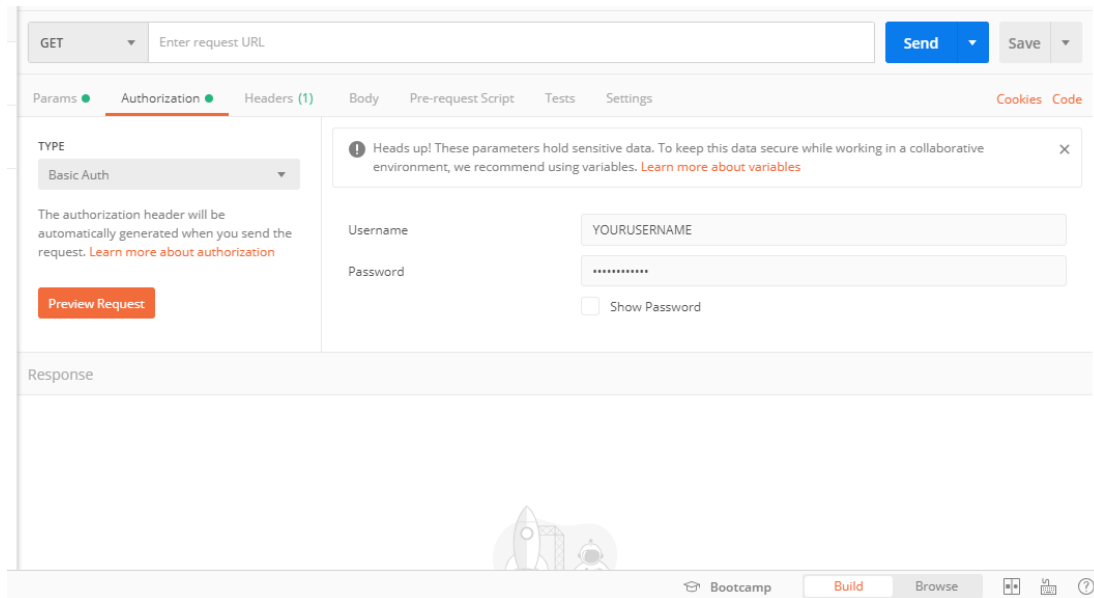 GET
Enter request URL
Send
Save
Params
Authorization
Headers (1)
Body
Pre-request Script
Tests
Settings
Cookies
Code
TYPE
Basic Auth
The authorization header will be
automatically generated when you send the
request. Learn more about authorization
Preview Request
Heads up! These parameters hold sensitive data. To keep this data secure while working in a collaborative
environment, we recommend using variables. Learn more about variables
Username
YOURUSERNAME
Password
••••••••••••
Show Password
Response
Bootcamp
Build
Browse